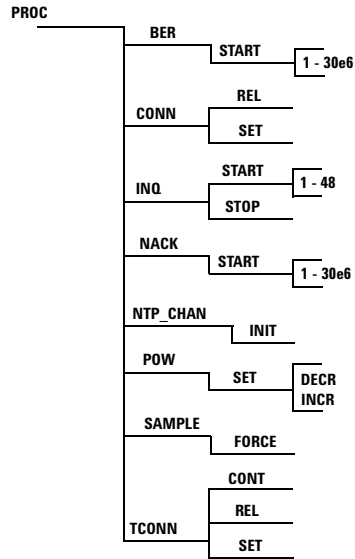 PROC
BER
START
1 - 30e6
REL
CONN
SET
START
1 - 48
INQ
STOP
NACK
START
1 - 30e6
NTP_CHAN
INIT
POW
SET
DECR
INCR
SAMPLE
FORCE
CONT
REL
TCONN
SET